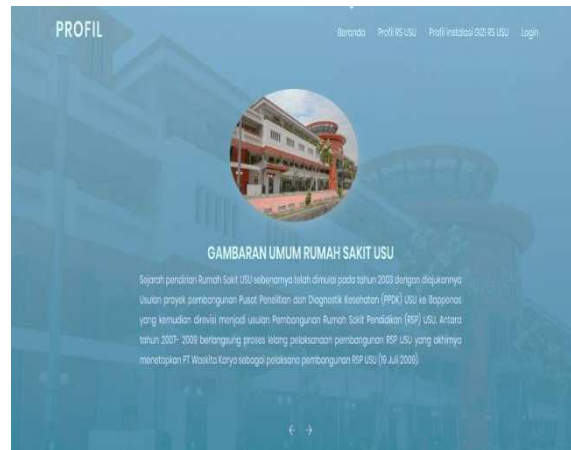 PROFIL
Beranda Profil RS USU Profil Instalasi GIZI RS USU Login
GAMBARAN UMUM RUMAH SAKIT USU
Sejarah pendirian Rumah Sakit USU sebenarnya telah dimulai pada tahun 2003 dengan diajukannya
Usulan proyek pembangunan Pusat Penelitian dan Diagnostik Kesehatan (PPDK) USU ke Bappenas
yang kemudian direvisi menjadi usulan Pembangunan Rumah Sakit Pendidikan (RSP) USU. Antara
tahun 2007- 2009 berlangsung proses lelang pelaksanaan pembangunan RSP USU yang akhirnya
menetapkan PT Waskita Karya sebagai pelaksana pembangunan RSP USU (19 Juli 2009).